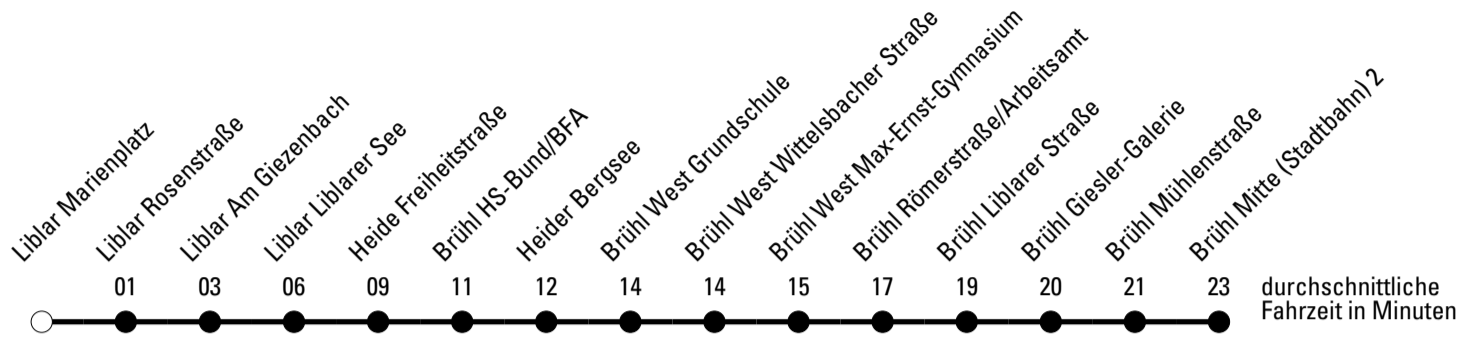 Liblar Marienplatz
Liblar Rosenstraße
Liblar Am Giezenbach
Liblar Liblarer See
Heide Freiheitstraße
Brühl HS-Bund/BFA
Heider Bergsee
Brühl West Grundschule
Brühl West Wittelsbacher Straße
Brühl West Max-Ernst-Gymnasium
Brühl Römerstraße/Arbeitsamt
Brühl Liblarer Straße
Brühl Giesler-Galerie
Brühl Mühlenstraße
Brühl Mitte (Stadtbahn) 2
01 03 06 09 11 12 14 14 15 17 19 20 21 23
durchschnittliche
Fahrzeit in Minuten